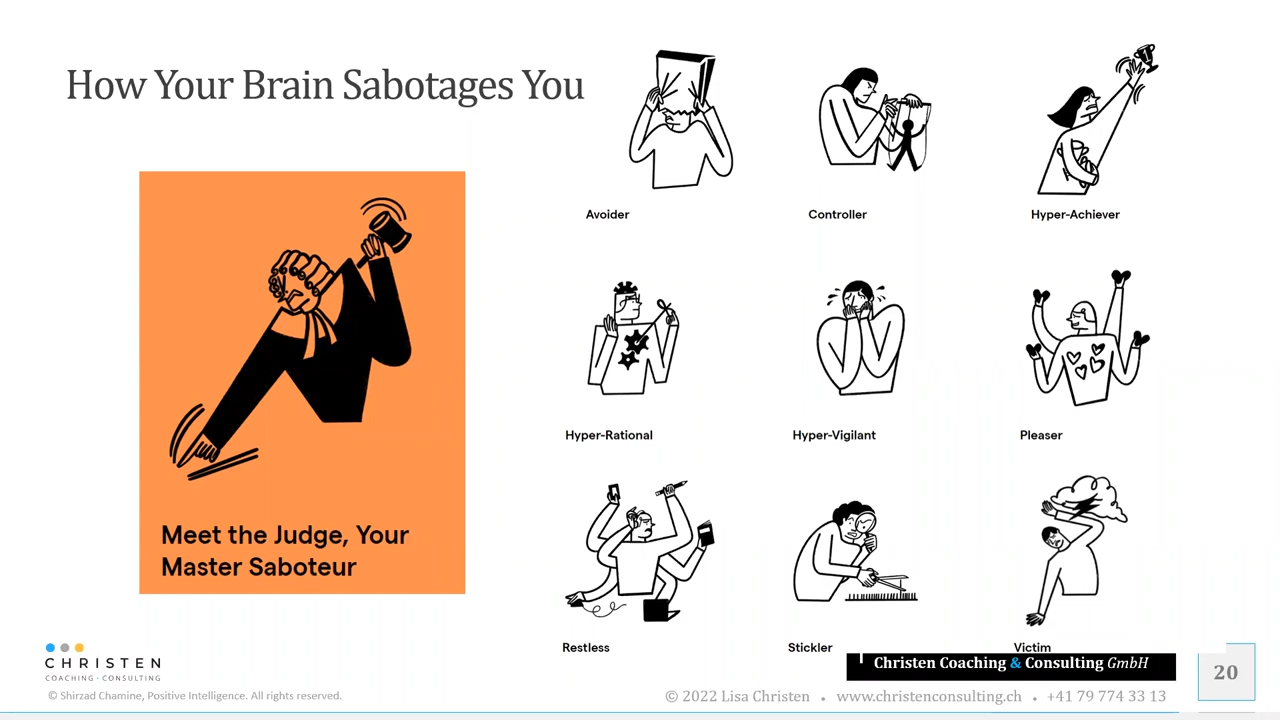 How Your Brain Sabotages You
Avoider
Controller
Hyper-Achiever
Hyper-Rational
Hyper-Vigilant
Pleaser
Meet the Judge, Your
Master Saboteur
Restless
Stickler
Victim
CHRISTEN
COACHING · CONSULTING
Christen Coaching & Consulting GmbH
20
© Shirzad Chamine, Positive Intelligence. All rights reserved.
© 2022 Lisa Christen • www.christenconsulting.ch • +41 79 774 33 13